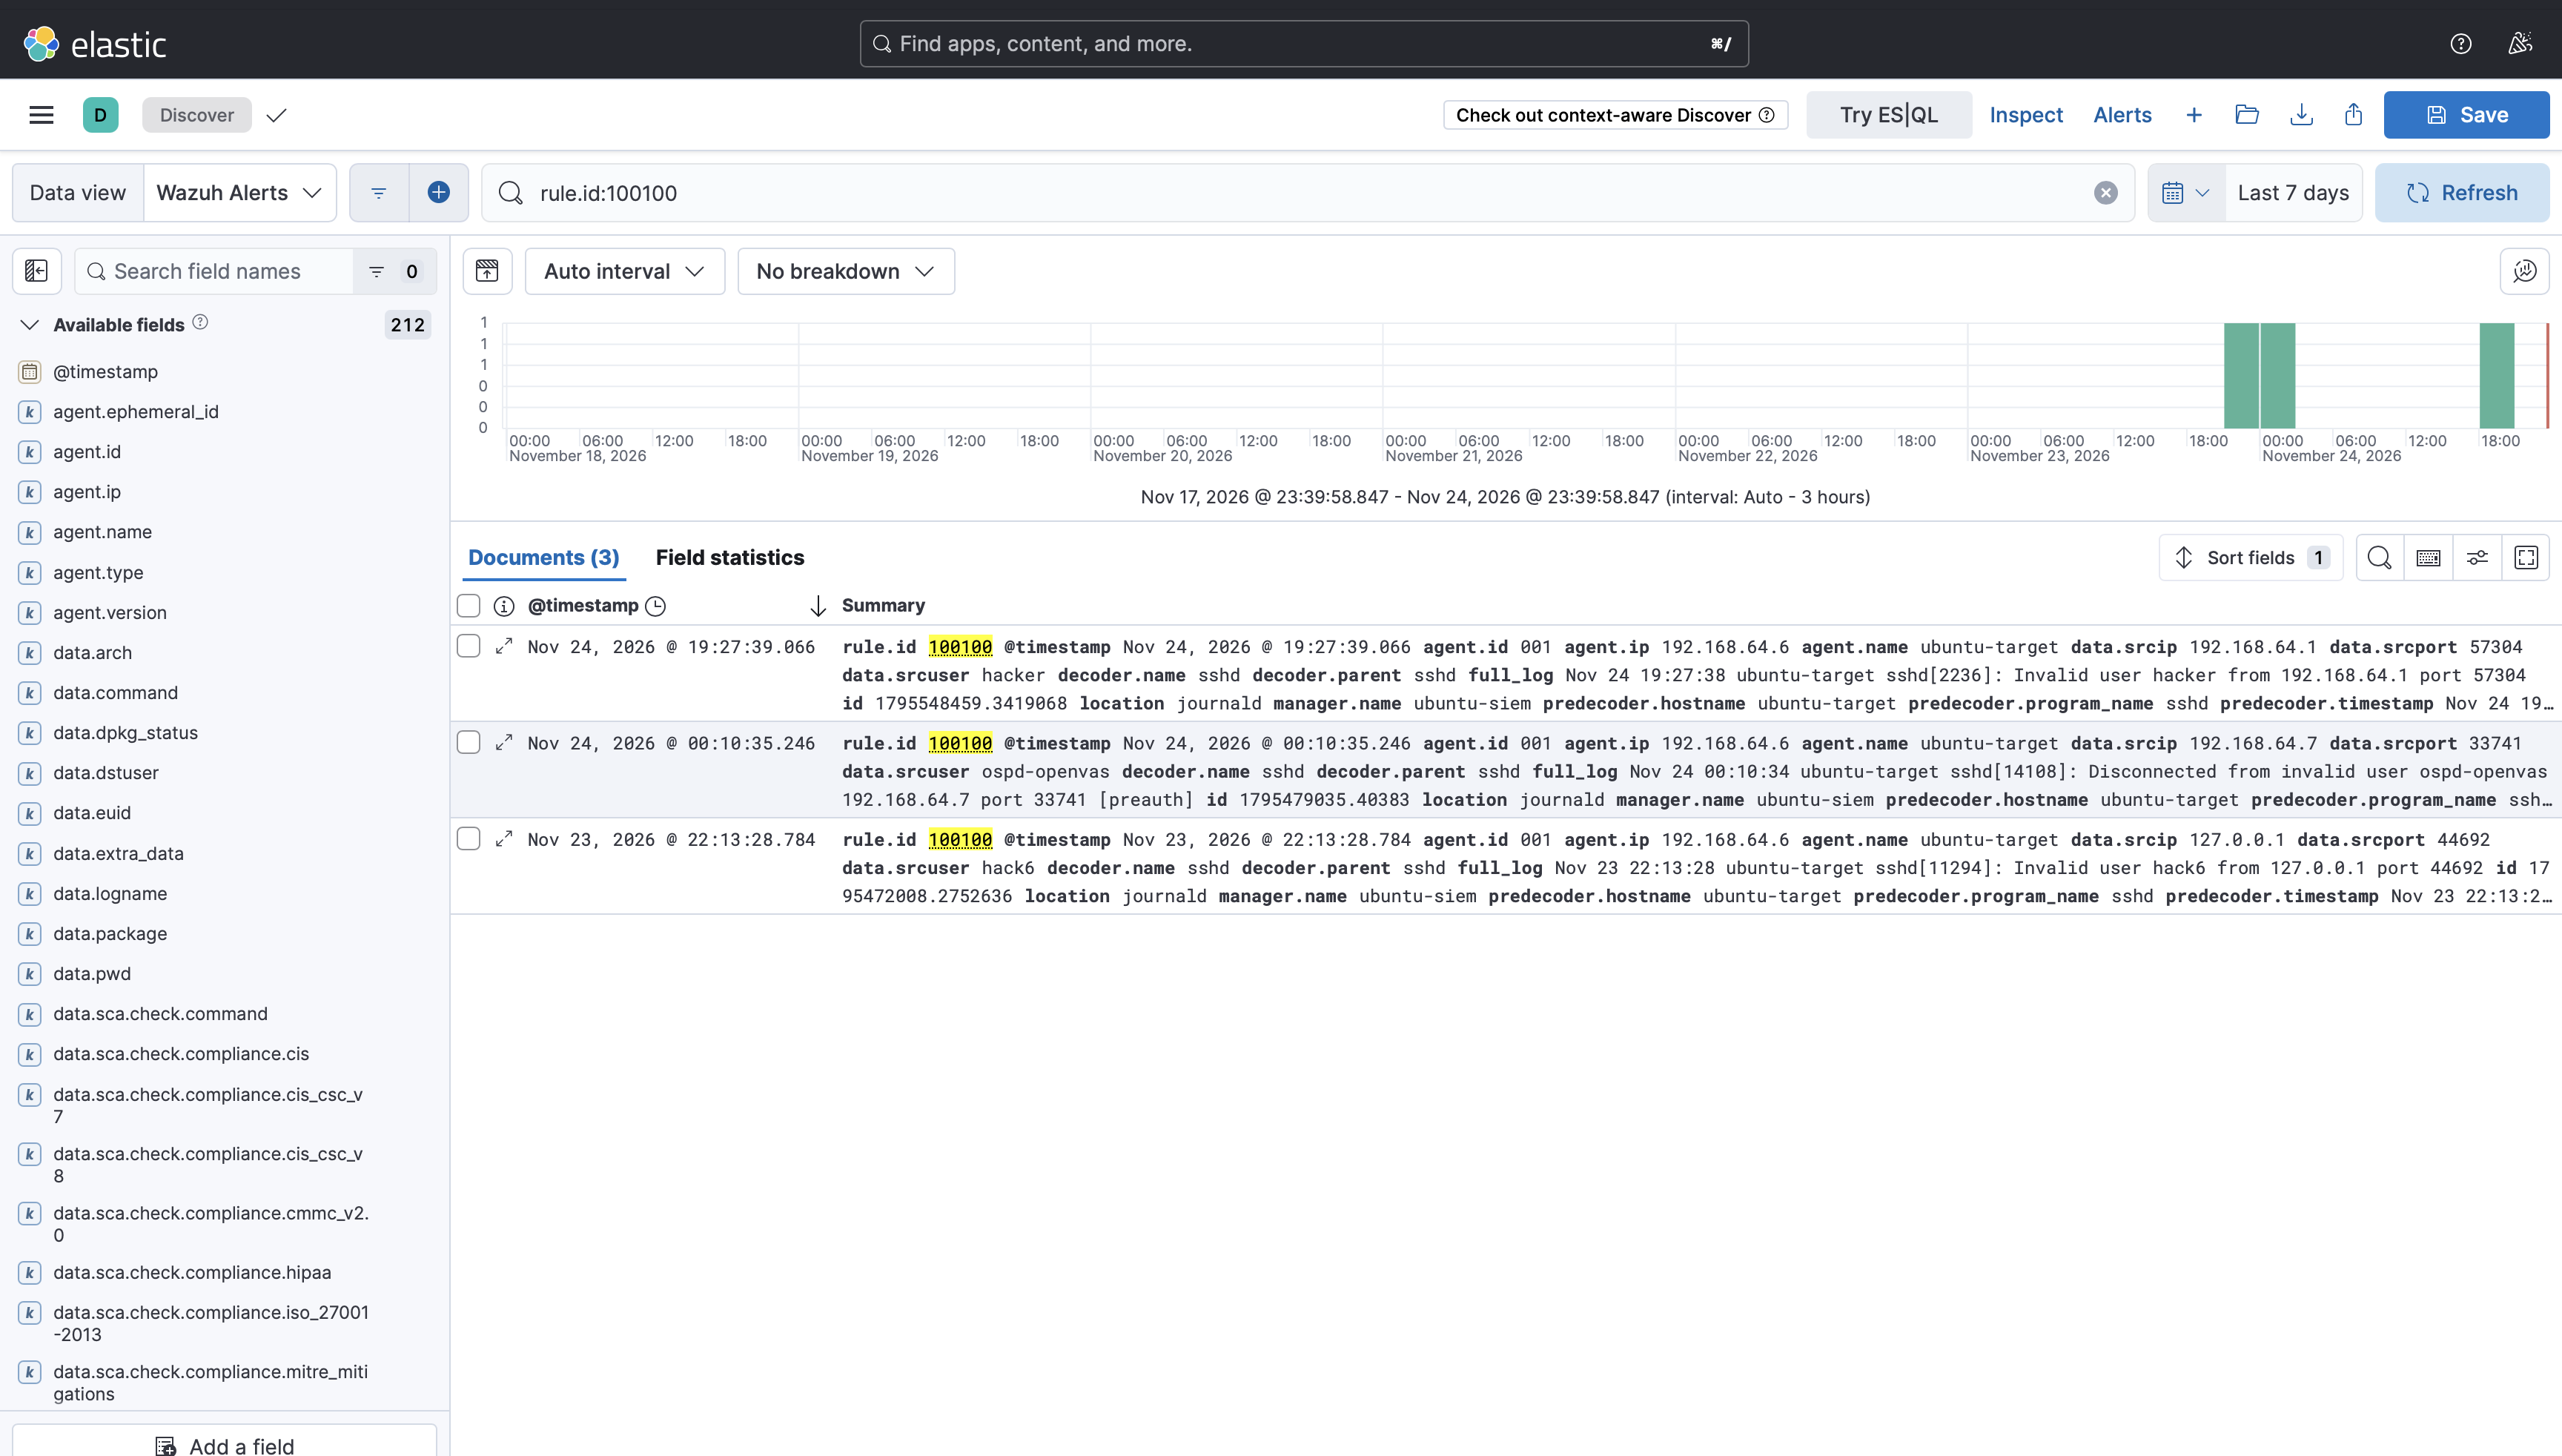 elastic
Find apps, content, and more.
⌘/
D
Discover
Check out context-aware Discover
Try ES|QL
Inspect
Alerts
Save
Data view
Wazuh Alerts
rule.id:100100
Last 7 days
Refresh
Search field names
0
Auto interval
No breakdown
Available fields
212
@timestamp
k agent.ephemeral_id
k agent.id
k agent.ip
k agent.name
k agent.type
k agent.version
k data.arch
k data.command
k data.dpkg_status
k data.dstuser
k data.euid
k data.extra_data
k data.logname
k data.package
k data.pwd
k data.sca.check.command
k data.sca.check.compliance.cis
k data.sca.check.compliance.cis_csc_v
7
k data.sca.check.compliance.cis_csc_v
8
k data.sca.check.compliance.cmmc_v2.
0
k data.sca.check.compliance.hipaa
k data.sca.check.compliance.iso_27001
-2013
k data.sca.check.compliance.mitre_miti
gations
Add a field
1
1
1
0
0
0
00:00 06:00 12:00 18:00 00:00 06:00 12:00 18:00 00:00 06:00 12:00 18:00 00:00 06:00 12:00 18:00 00:00 06:00 12:00 18:00 00:00 06:00 12:00 18:00 00:00 06:00 12:00 18:00
November 18, 2026 November 19, 2026 November 20, 2026 November 21, 2026 November 22, 2026 November 23, 2026 November 24, 2026
Nov 17, 2026 @ 23:39:58.847 - Nov 24, 2026 @ 23:39:58.847 (interval: Auto - 3 hours)
Documents (3)
Field statistics
Sort fields 1
@timestamp
Summary
Nov 24, 2026 @ 19:27:39.066 rule.id 100100 @timestamp Nov 24, 2026 @ 19:27:39.066 agent.id 001 agent.ip 192.168.64.6 agent.name ubuntu-target data.srcip 192.168.64.1 data.srcport 57304
data.srcuser hacker decoder.name sshd decoder.parent sshd full_log Nov 24 19:27:38 ubuntu-target sshd[2236]: Invalid user hacker from 192.168.64.1 port 57304
id 1795548459.3419068 location journald manager.name ubuntu-siem predecoder.hostname ubuntu-target predecoder.program_name sshd predecoder.timestamp Nov 24 19…
Nov 24, 2026 @ 00:10:35.246 rule.id 100100 @timestamp Nov 24, 2026 @ 00:10:35.246 agent.id 001 agent.ip 192.168.64.6 agent.name ubuntu-target data.srcip 192.168.64.7 data.srcport 33741
data.srcuser ospd-openvas decoder.name sshd decoder.parent sshd full_log Nov 24 00:10:34 ubuntu-target sshd[14108]: Disconnected from invalid user ospd-openvas
192.168.64.7 port 33741 [preauth] id 1795479035.40383 location journald manager.name ubuntu-siem predecoder.hostname ubuntu-target predecoder.program_name ssh…
Nov 23, 2026 @ 22:13:28.784 rule.id 100100 @timestamp Nov 23, 2026 @ 22:13:28.784 agent.id 001 agent.ip 192.168.64.6 agent.name ubuntu-target data.srcip 127.0.0.1 data.srcport 44692
data.srcuser hack6 decoder.name sshd decoder.parent sshd full_log Nov 23 22:13:28 ubuntu-target sshd[11294]: Invalid user hack6 from 127.0.0.1 port 44692 id 17
95472008.2752636 location journald manager.name ubuntu-siem predecoder.hostname ubuntu-target predecoder.program_name sshd predecoder.timestamp Nov 23 22:13:2…